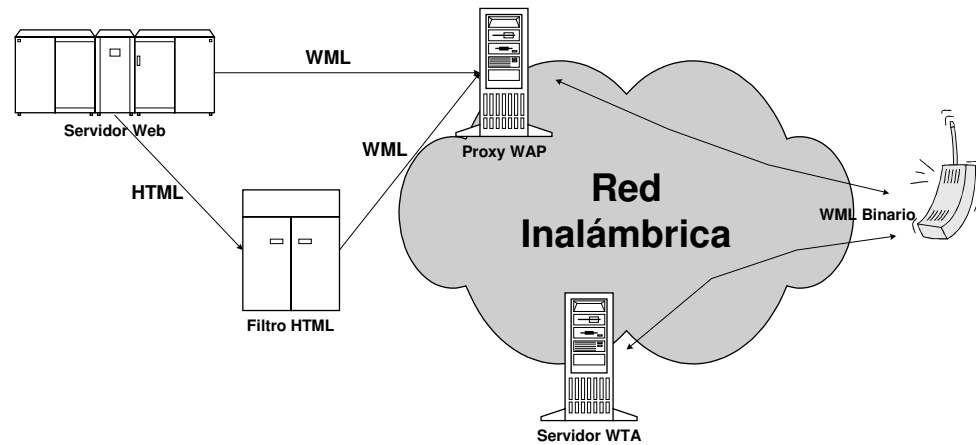 WML
Servidor Web
Proxy WAP
WML
HTML
Red
Inalámbrica
WML Binario
Filtro HTML
Servidor WTA